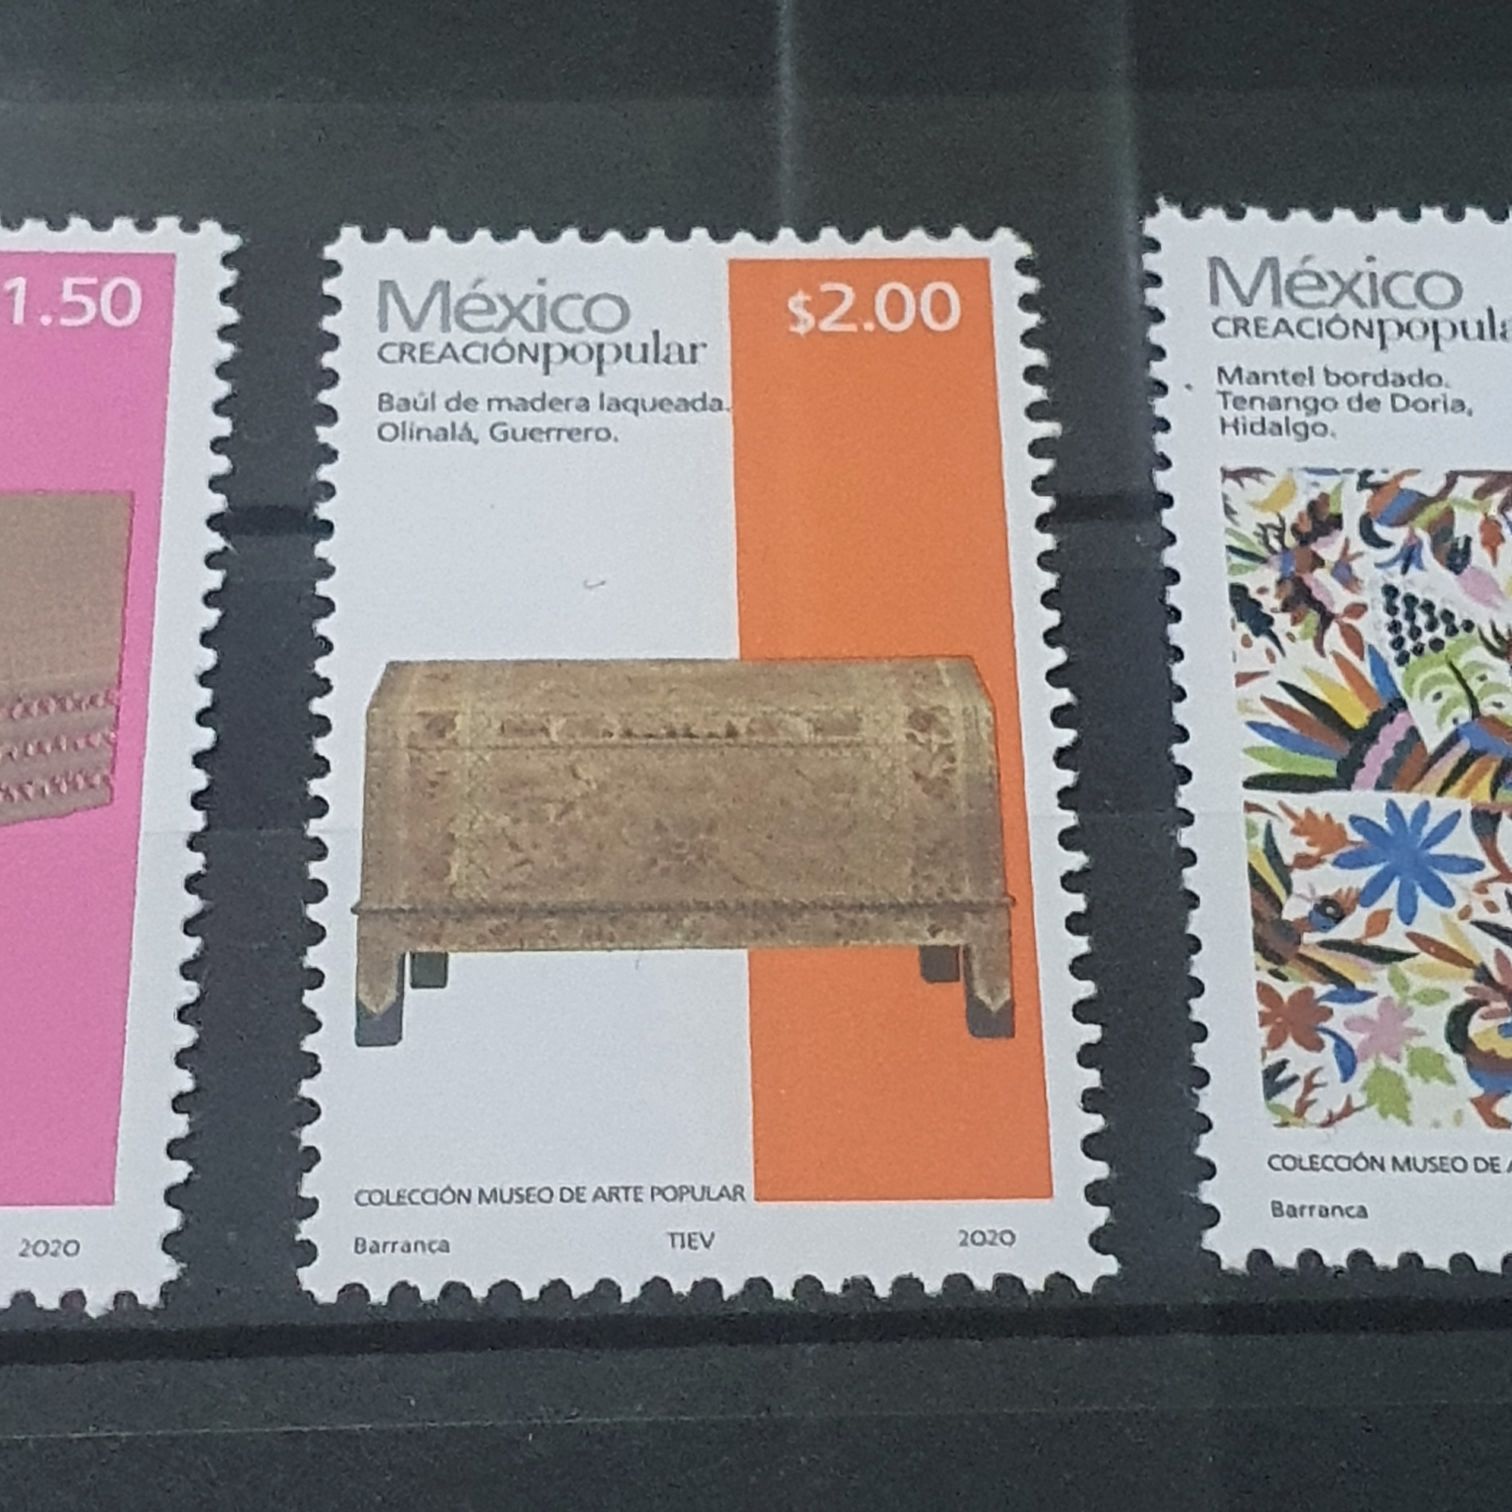 1.50
2020
México
CREACIÓNpopular
$2.00
Baúl de madera laqueada.
Olinalá, Guerrero.
COLECCIÓN MUSEO DE ARTE POPULAR
Barranca TIEV 2020
México
CREACIÓNpopula
Mantel bordado.
Tenango de Doria,
Hidalgo.
COLECCIÓN MUSEO DE
Barranca